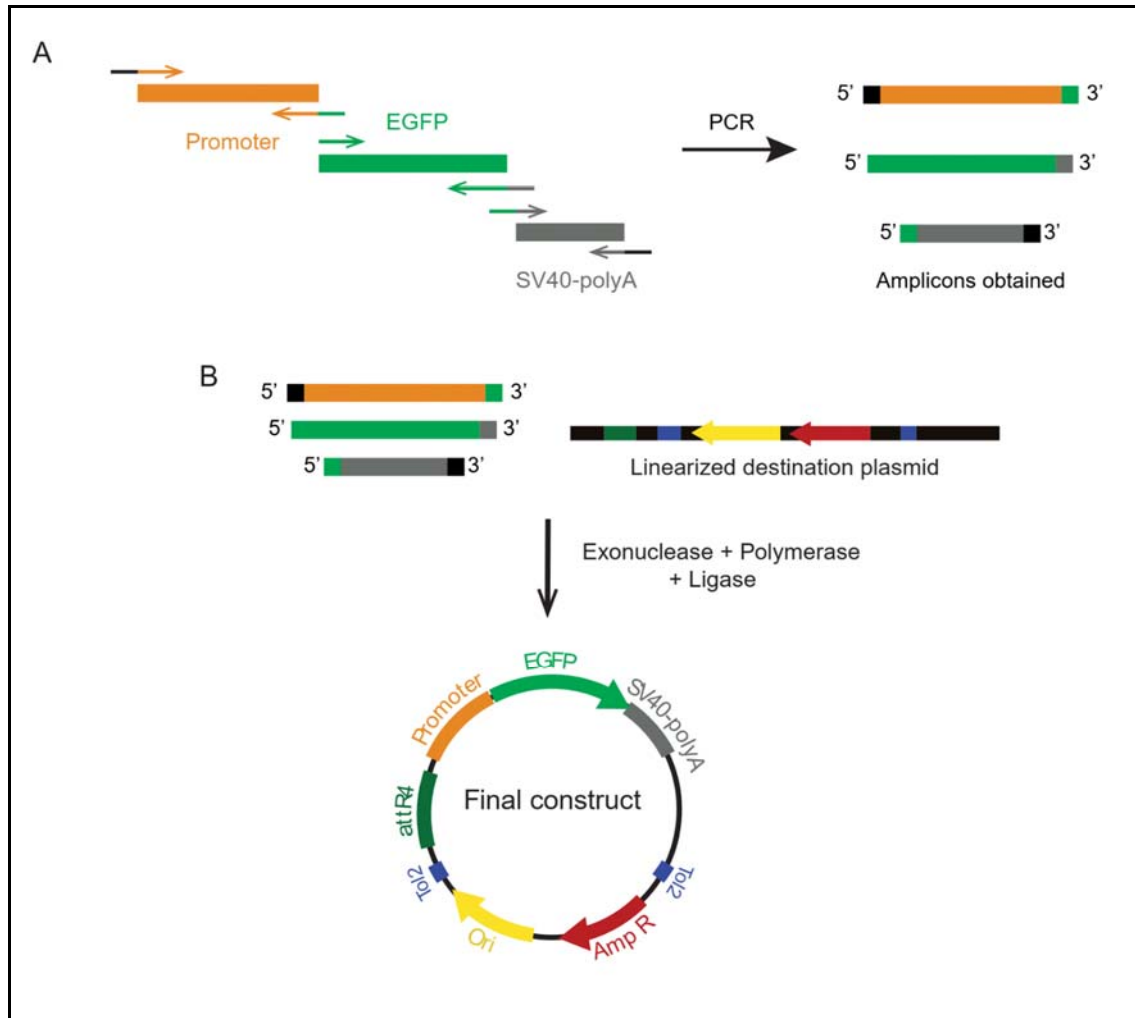 A
Promoter
EGFP
SV40-polyA
PCR
5’ 3’
5’ 3’
5’ 3’
Amplicons obtained
B
5’ 3’
5’ 3’
5’ 3’
Linearized destination plasmid
Exonuclease + Polymerase
+ Ligase
EGFP
Promoter
SV40-polyA
attR4
Final construct
Tol2
Tol2
Ori
Amp R